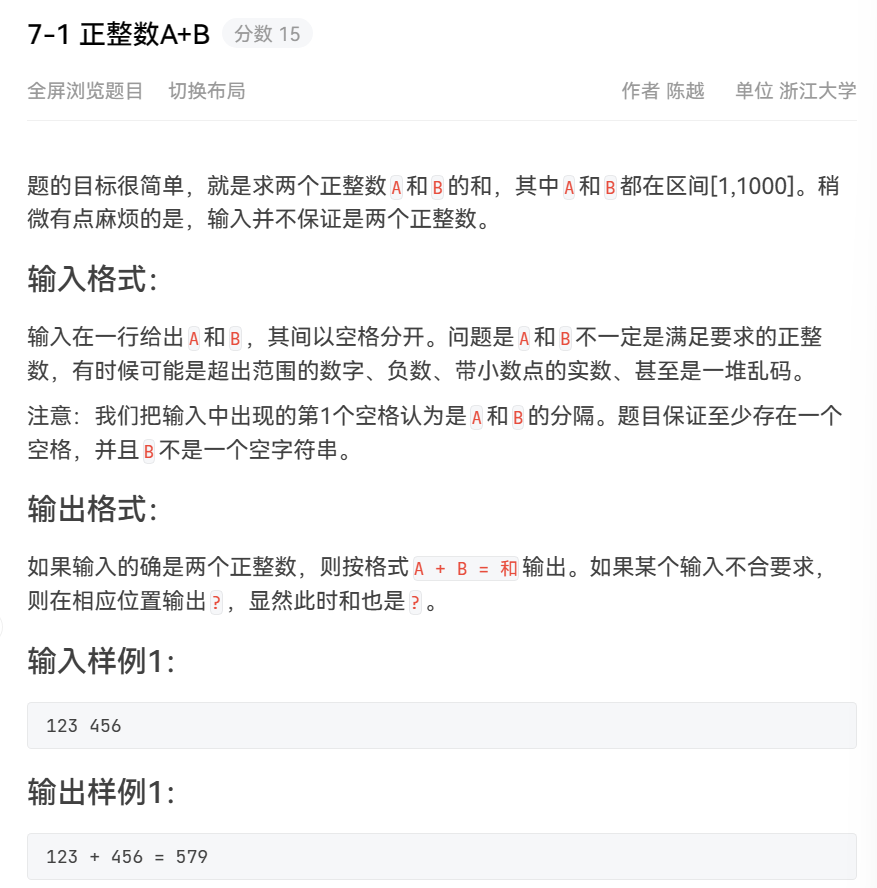 7-1 正整数A+B 分数 15
全屏浏览题目 切换布局 作者 陈越 单位 浙江大学
题的目标很简单，就是求两个正整数A和B的和，其中A和B都在区间[1,1000]。稍
微有点麻烦的是，输入并不保证是两个正整数。
输入格式：
输入在一行给出A和B，其间以空格分开。问题是A和B不一定是满足要求的正整
数，有时候可能是超出范围的数字、负数、带小数点的实数、甚至是一堆乱码。
注意：我们把输入中出现的第1个空格认为是A和B的分隔。题目保证至少存在一个
空格，并且B不是一个空字符串。
输出格式：
如果输入的确是两个正整数，则按格式A + B = 和输出。如果某个输入不合要求，
则在相应位置输出?，显然此时和也是?。
输入样例1：
123 456
输出样例1：
123 + 456 = 579